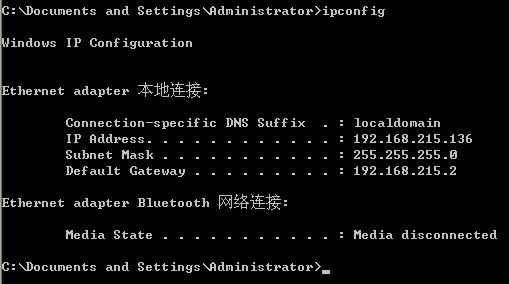 C:\Documents and Settings\Administrator>ipconfig
Windows IP Configuration
Ethernet adapter 本地连接:
Connection-specific DNS Suffix  . : localdomain
IP Address. . . . . . . . . . . . : 192.168.215.136
Subnet Mask . . . . . . . . . . . : 255.255.255.0
Default Gateway . . . . . . . . . : 192.168.215.2
Ethernet adapter Bluetooth 网络连接:
Media State . . . . . . . . . . . : Media disconnected
C:\Documents and Settings\Administrator>_